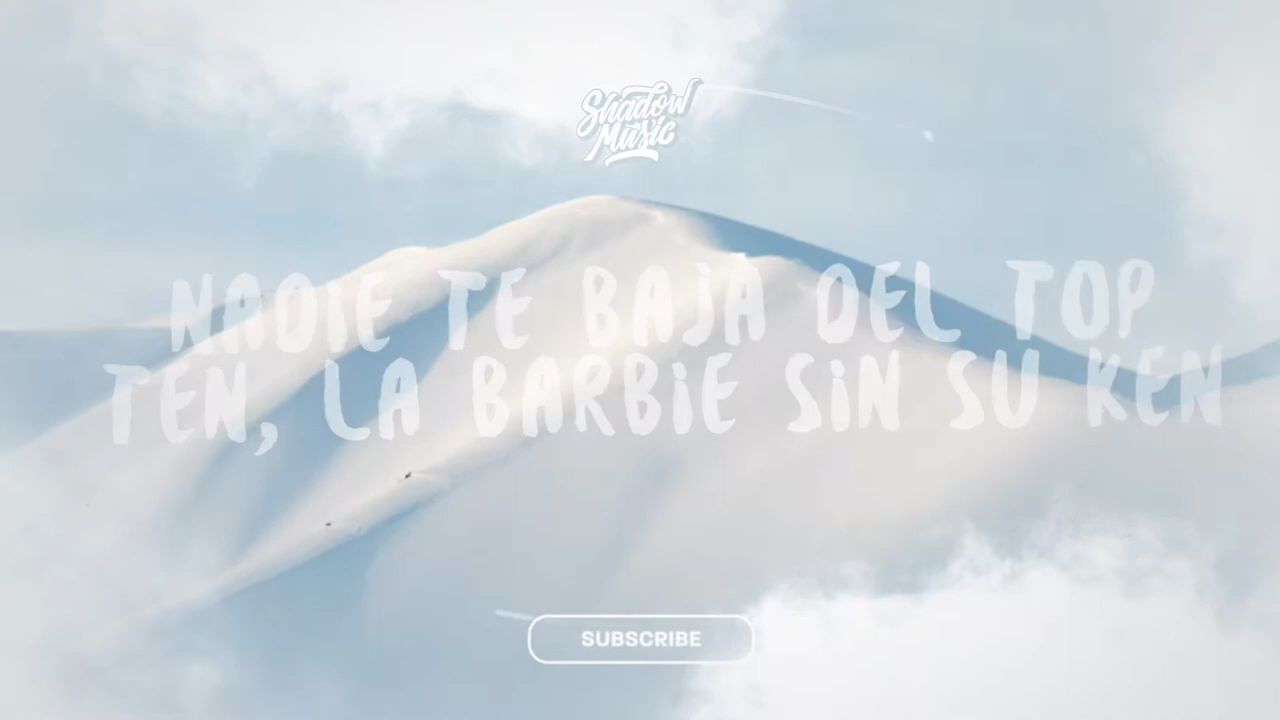 Shadow
Music
NADiE TE BAJA DEL TOP
TEN, LA BARBiE SiN SU KEN
SUBSCRIBE